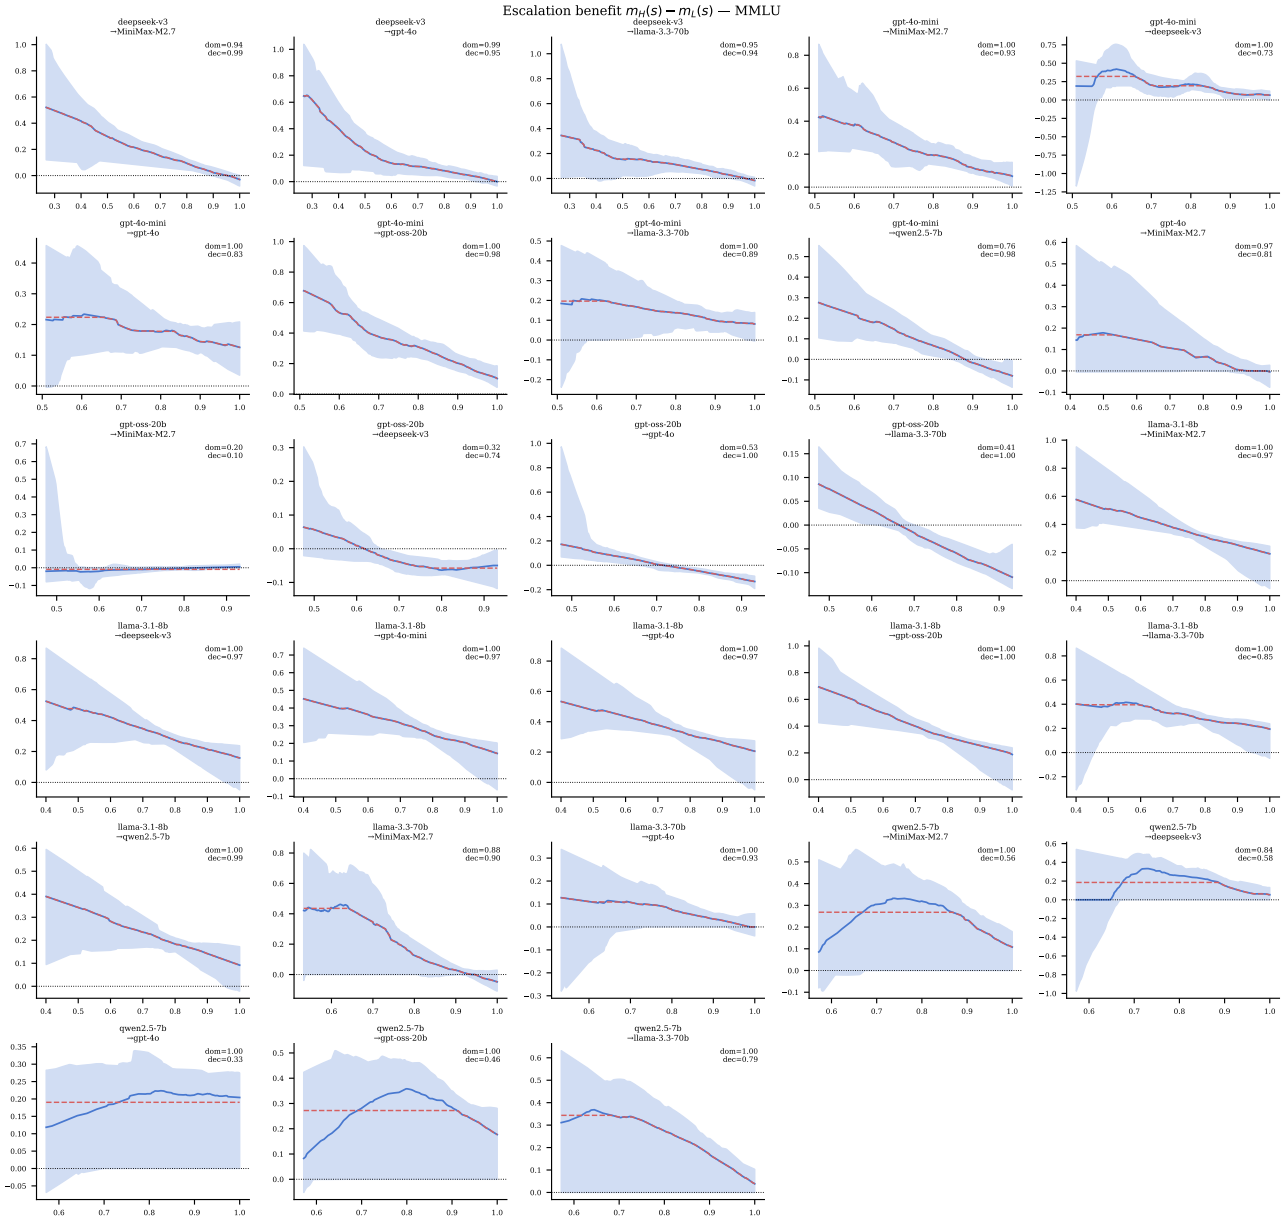 Escalation benefit m_H(s) − m_L(s) — MMLU
deepseek-v3
→MiniMax-M2.7
dom=0.94
dec=0.99
deepseek-v3
→gpt-4o
dom=0.99
dec=0.95
deepseek-v3
→llama-3.3-70b
dom=0.95
dec=0.94
gpt-4o-mini
→MiniMax-M2.7
dom=1.00
dec=0.93
gpt-4o-mini
→deepseek-v3
dom=1.00
dec=0.73
gpt-4o-mini
→gpt-4o
dom=1.00
dec=0.83
gpt-4o-mini
→gpt-oss-20b
dom=1.00
dec=0.98
gpt-4o-mini
→llama-3.3-70b
dom=1.00
dec=0.89
gpt-4o-mini
→qwen2.5-7b
dom=0.76
dec=0.98
gpt-4o
→MiniMax-M2.7
dom=0.97
dec=0.81
gpt-oss-20b
→MiniMax-M2.7
dom=0.20
dec=0.10
gpt-oss-20b
→deepseek-v3
dom=0.32
dec=0.74
gpt-oss-20b
→gpt-4o
dom=0.53
dec=1.00
gpt-oss-20b
→llama-3.3-70b
dom=0.41
dec=1.00
llama-3.1-8b
→MiniMax-M2.7
dom=1.00
dec=0.97
llama-3.1-8b
→deepseek-v3
dom=1.00
dec=0.97
llama-3.1-8b
→gpt-4o-mini
dom=1.00
dec=0.97
llama-3.1-8b
→gpt-4o
dom=1.00
dec=0.97
llama-3.1-8b
→gpt-oss-20b
dom=1.00
dec=1.00
llama-3.1-8b
→llama-3.3-70b
dom=1.00
dec=0.85
llama-3.1-8b
→qwen2.5-7b
dom=1.00
dec=0.99
llama-3.3-70b
→MiniMax-M2.7
dom=0.88
dec=0.90
llama-3.3-70b
→gpt-4o
dom=1.00
dec=0.93
qwen2.5-7b
→MiniMax-M2.7
dom=1.00
dec=0.56
qwen2.5-7b
→deepseek-v3
dom=0.84
dec=0.58
qwen2.5-7b
→gpt-4o
dom=1.00
dec=0.33
qwen2.5-7b
→gpt-oss-20b
dom=1.00
dec=0.46
qwen2.5-7b
→llama-3.3-70b
dom=1.00
dec=0.79